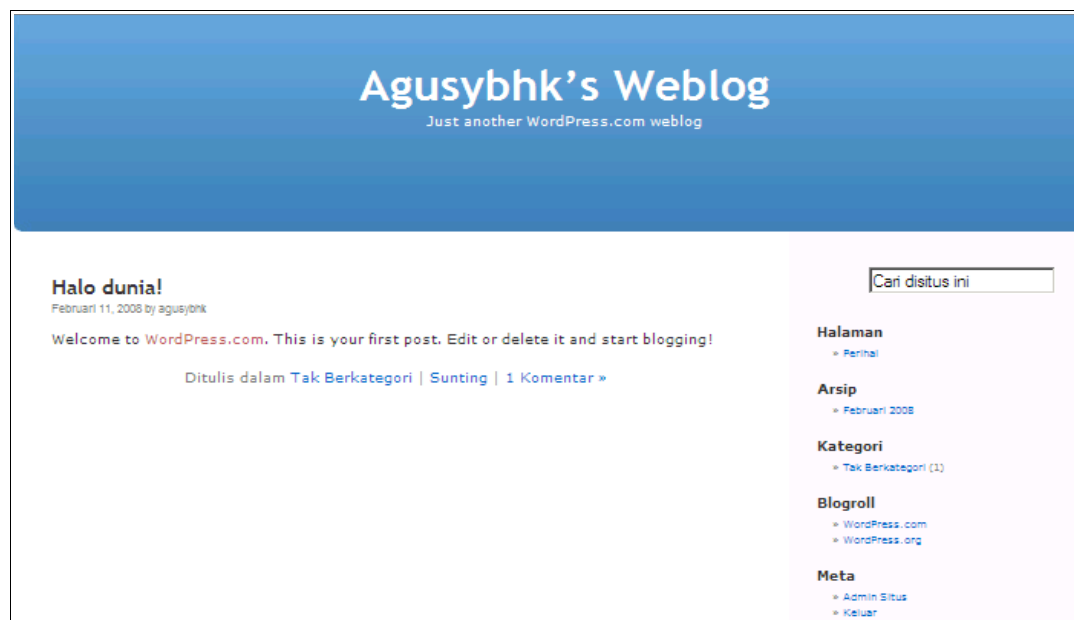 Agusybhk's Weblog
Just another WordPress.com weblog
Halo dunia!
Februari 11, 2008 by agusybhk
Welcome to WordPress.com. This is your first post. Edit or delete it and start blogging!
Ditulis dalam Tak Berkategori | Sunting | 1 Komentar »
Cari disitus ini
Halaman
» Perihal
Arsip
» Februari 2008
Kategori
» Tak Berkategori (1)
Blogroll
» WordPress.com
» WordPress.org
Meta
» Admin Situs
» Keluar